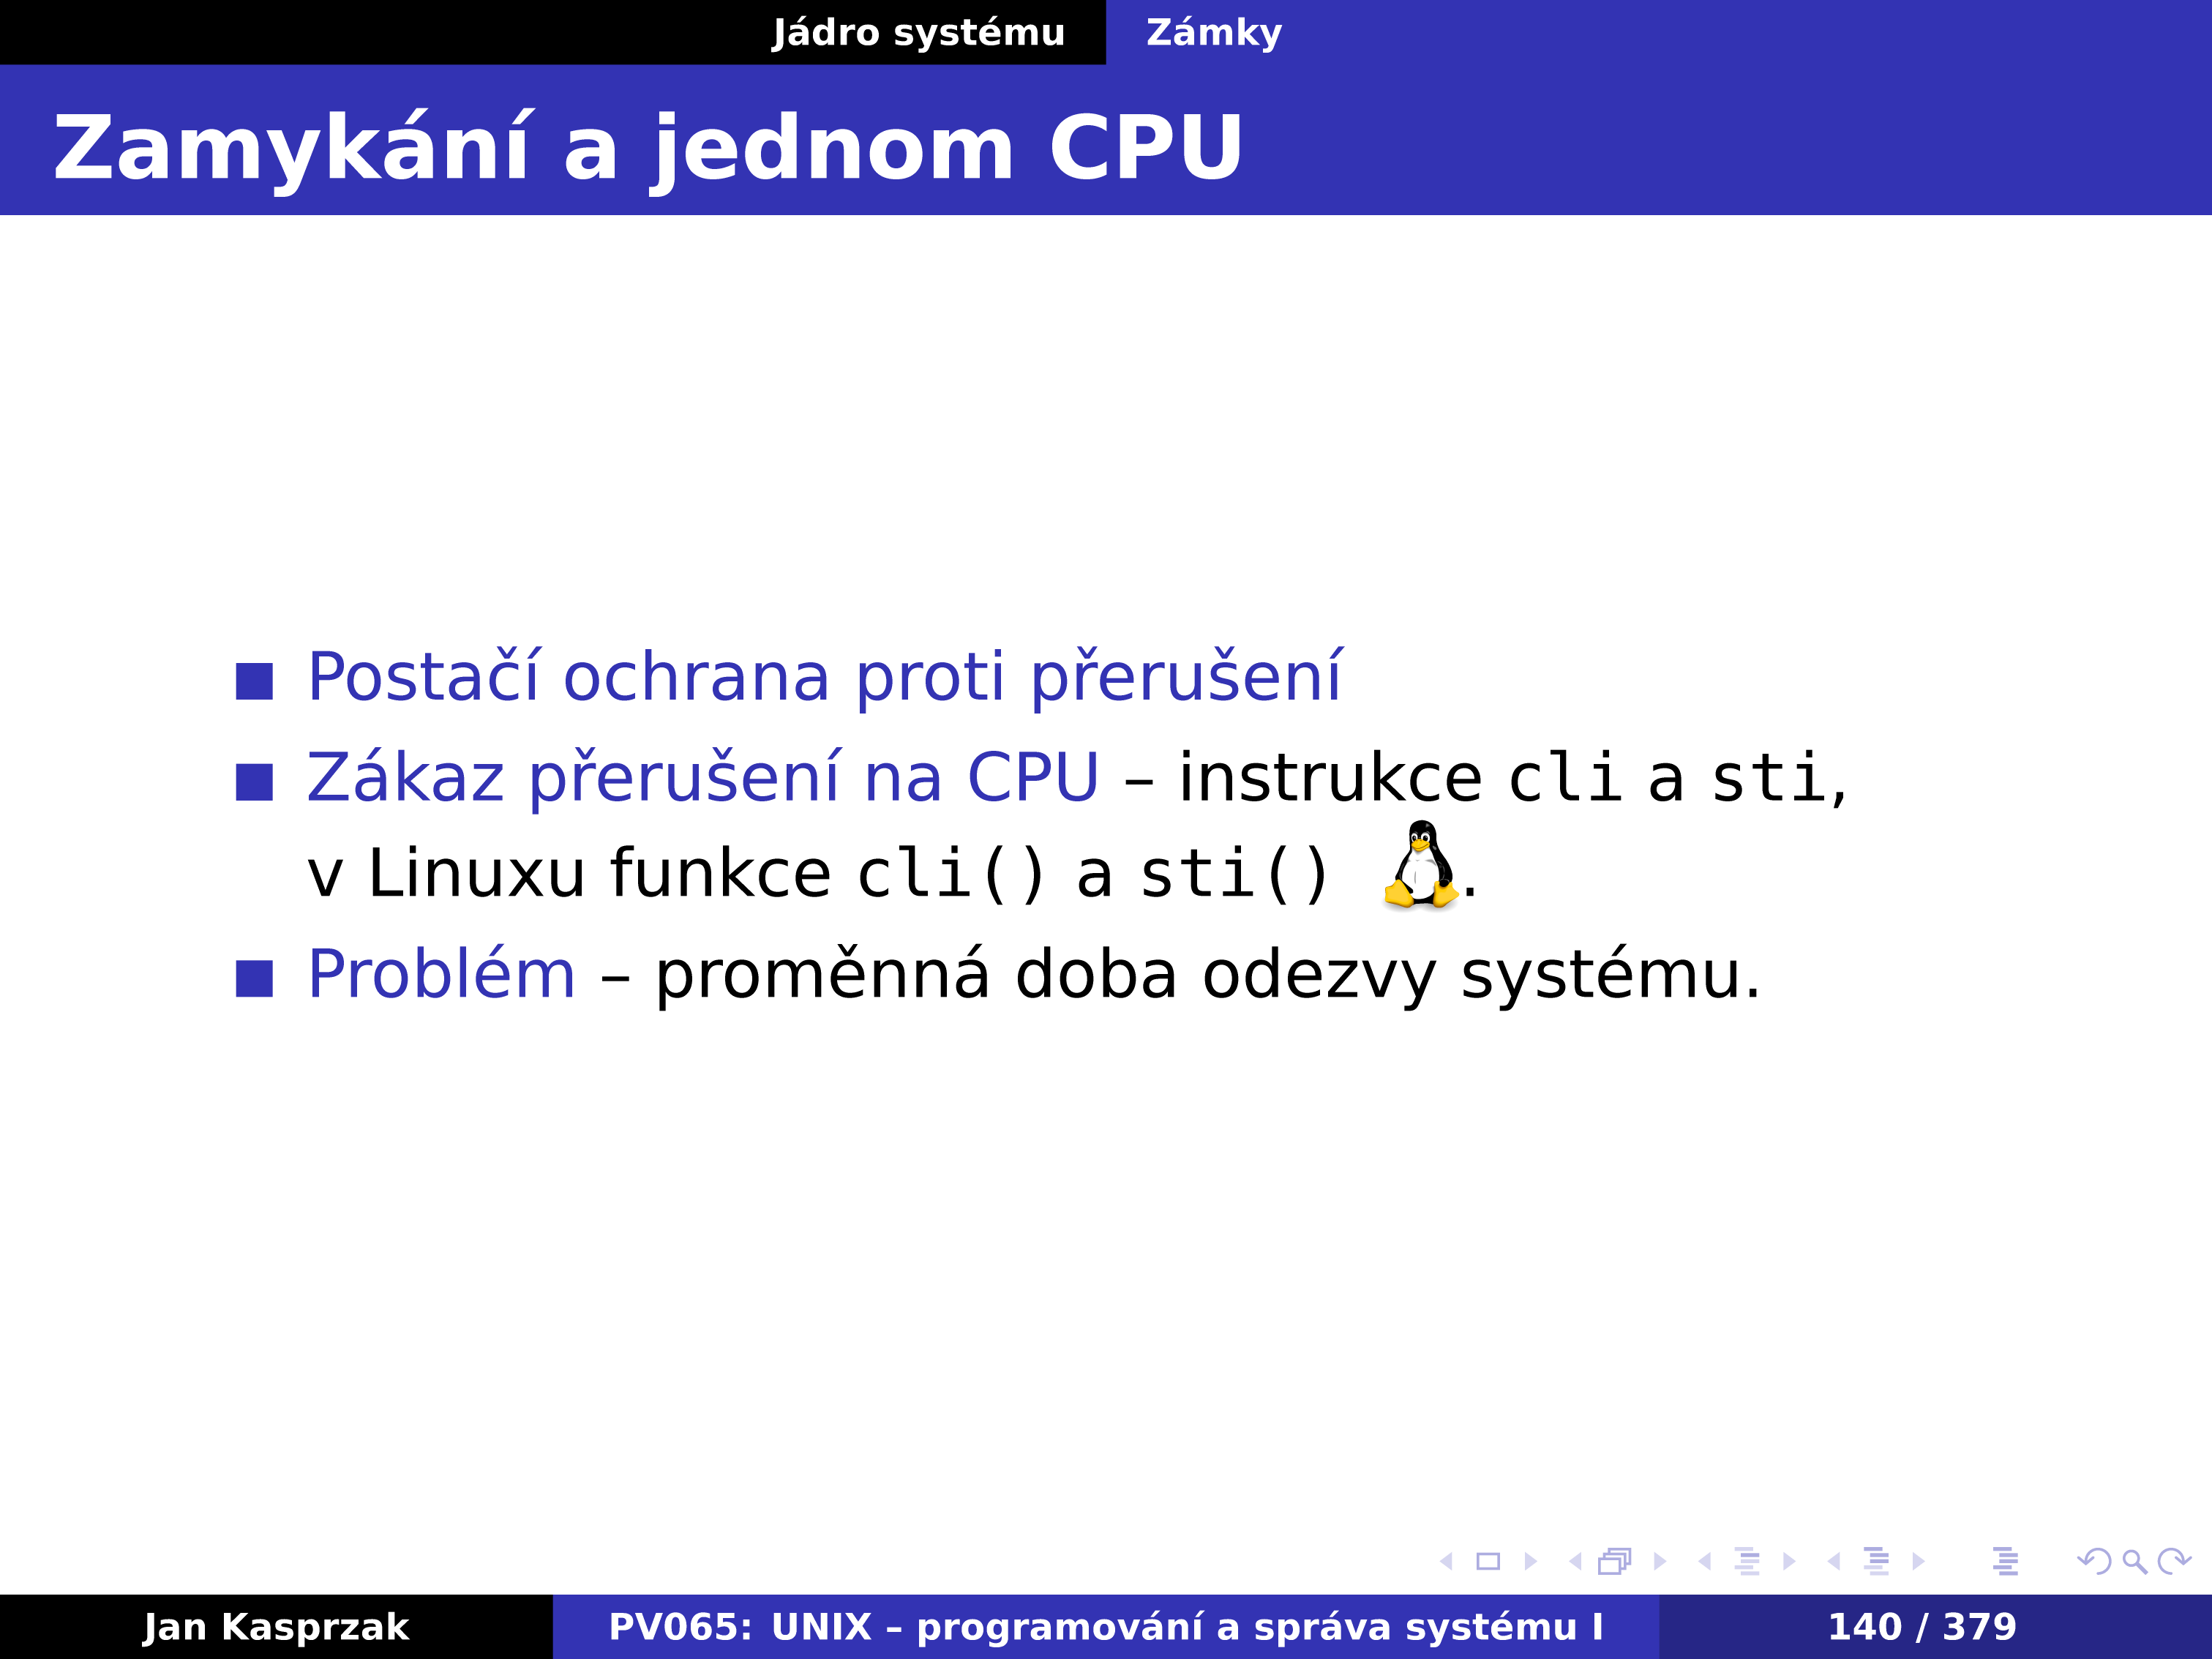 Jádro systému Zámky
Zamykání a jednom CPU
Postačí ochrana proti přerušení
Zákaz přerušení na CPU – instrukce cli a sti,
v Linuxu funkce cli() a sti() .
Problém – proměnná doba odezvy systému.
Jan Kasprzak PV065: UNIX – programování a správa systému I 140 / 379